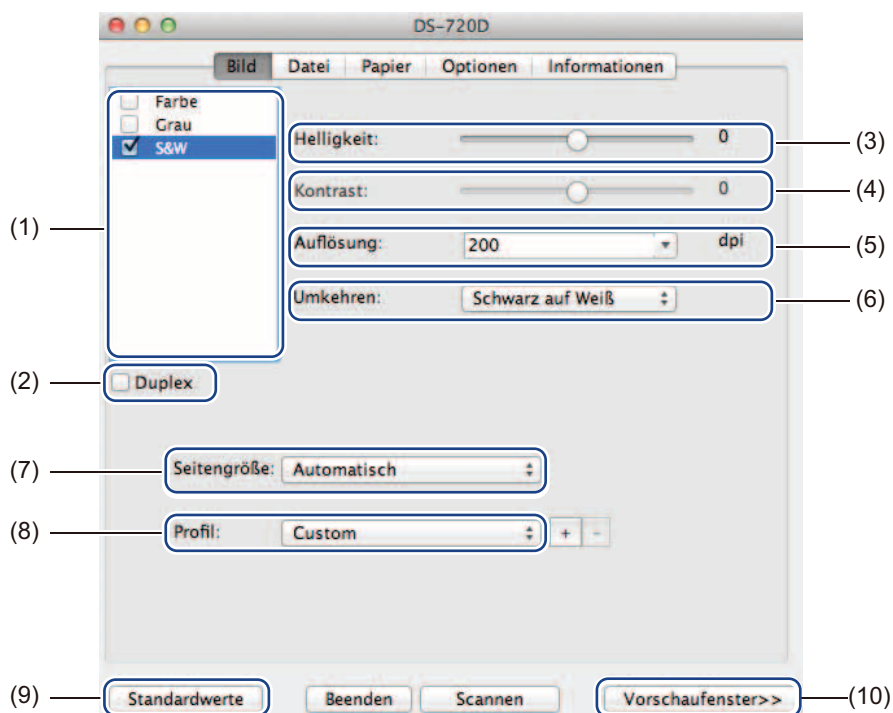 DS-720D
Bild Datei Papier Optionen Informationen
Farbe
Grau
S&W
(1)
Helligkeit: 0 (3)
Kontrast: 0 (4)
Auflösung: 200 dpi (5)
Umkehren: Schwarz auf Weiß (6)
(2) Duplex
(7) Seitengröße: Automatisch
(8) Profil: Custom + -
(9) Standardwerte Beenden Scannen Vorschaufenster>> (10)